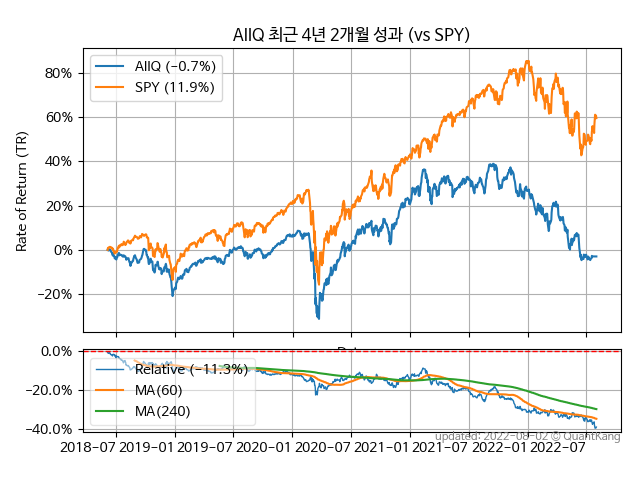 AIIQ 최근 4년 2개월 성과 (vs SPY)
AIIQ (−0.7%)
SPY (11.9%)
Rate of Return (TR)
80%
60%
40%
20%
0%
−20%
0.0%
−20.0%
−40.0%
Relative (−11.3%)
MA(60)
MA(240)
updated: 2022-08-02 © QuantKang
2018-07 2019-01 2019-07 2020-01 2020-07 2021-01 2021-07 2022-01 2022-07